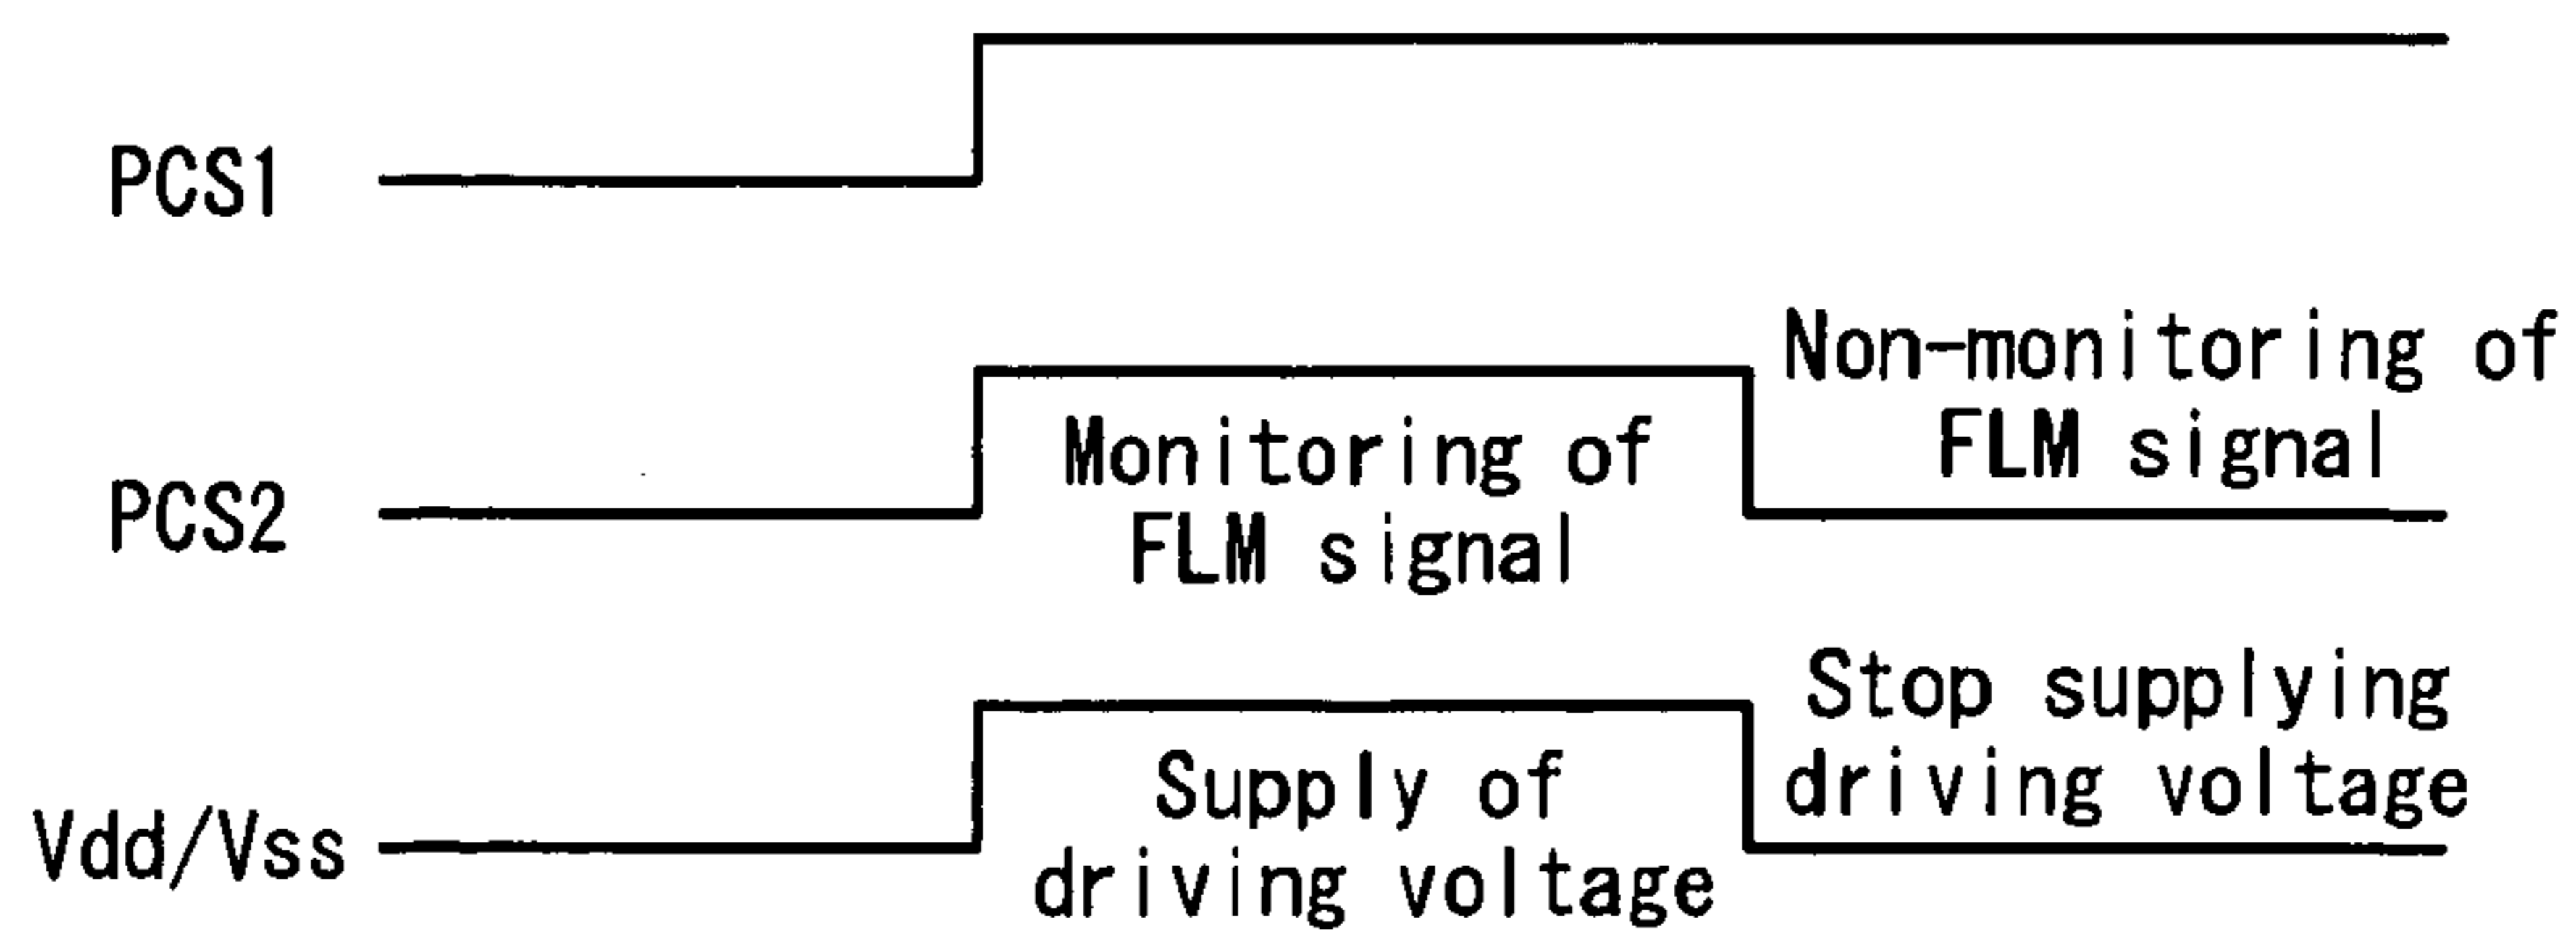 PCS1
Non-monitoring of
FLM signal
Monitoring of
FLM signal
PCS2
Stop supplying
driving voltage
Supply of
driving voltage
Vdd/Vss